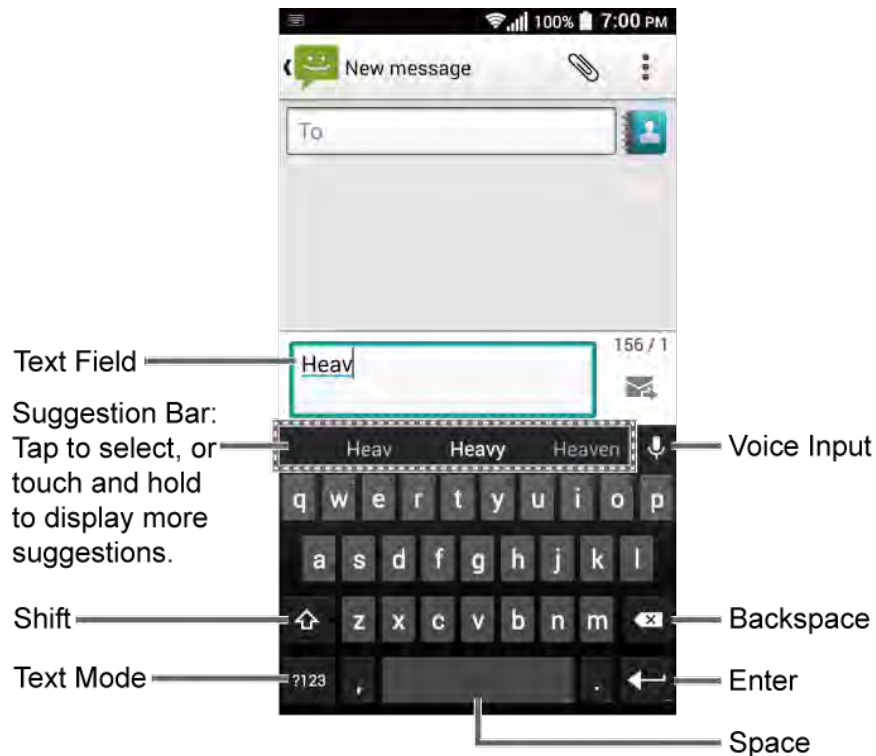 100% 7:00 PM
New message
To
156 / 1
Text Field
Heav
Suggestion Bar:
Tap to select, or
touch and hold
to display more
suggestions.
Heav Heavy Heaven
Voice Input
q w e r t y u i o p
a s d f g h j k l
Shift
z x c v b n m
Backspace
Text Mode
?123 , .
Enter
Space